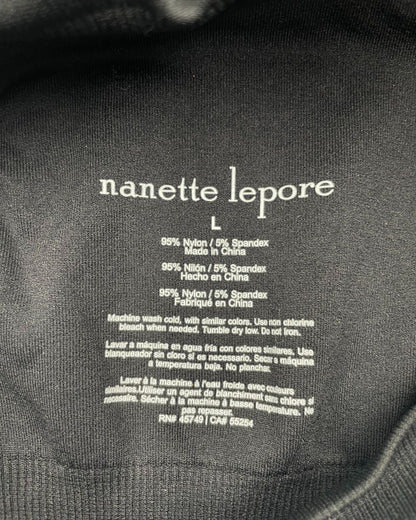 nanette lepore
L
95% Nylon / 5% Spandex
Made in China
95% Nilón / 5% Spandex
Hecho en China
95% Nylon / 5% Spandex
Fabriqué en China
Machine wash cold, with similar colors. Use non chlorine
bleach when needed. Tumble dry low. Do not iron.
Lavar a máquina en agua fría con colores similares. Use
blanqueador sin cloro si es necesario. Secar a máquina
a temperatura baja. No planchar.
Laver à la machine à l'eau froide avec couleurs
similaires. Utiliser un agent de blanchiment sans chlore si
nécessaire. Sécher à la machine à basse température. Ne
pas repasser.
RN# 45749 | CA# 55254